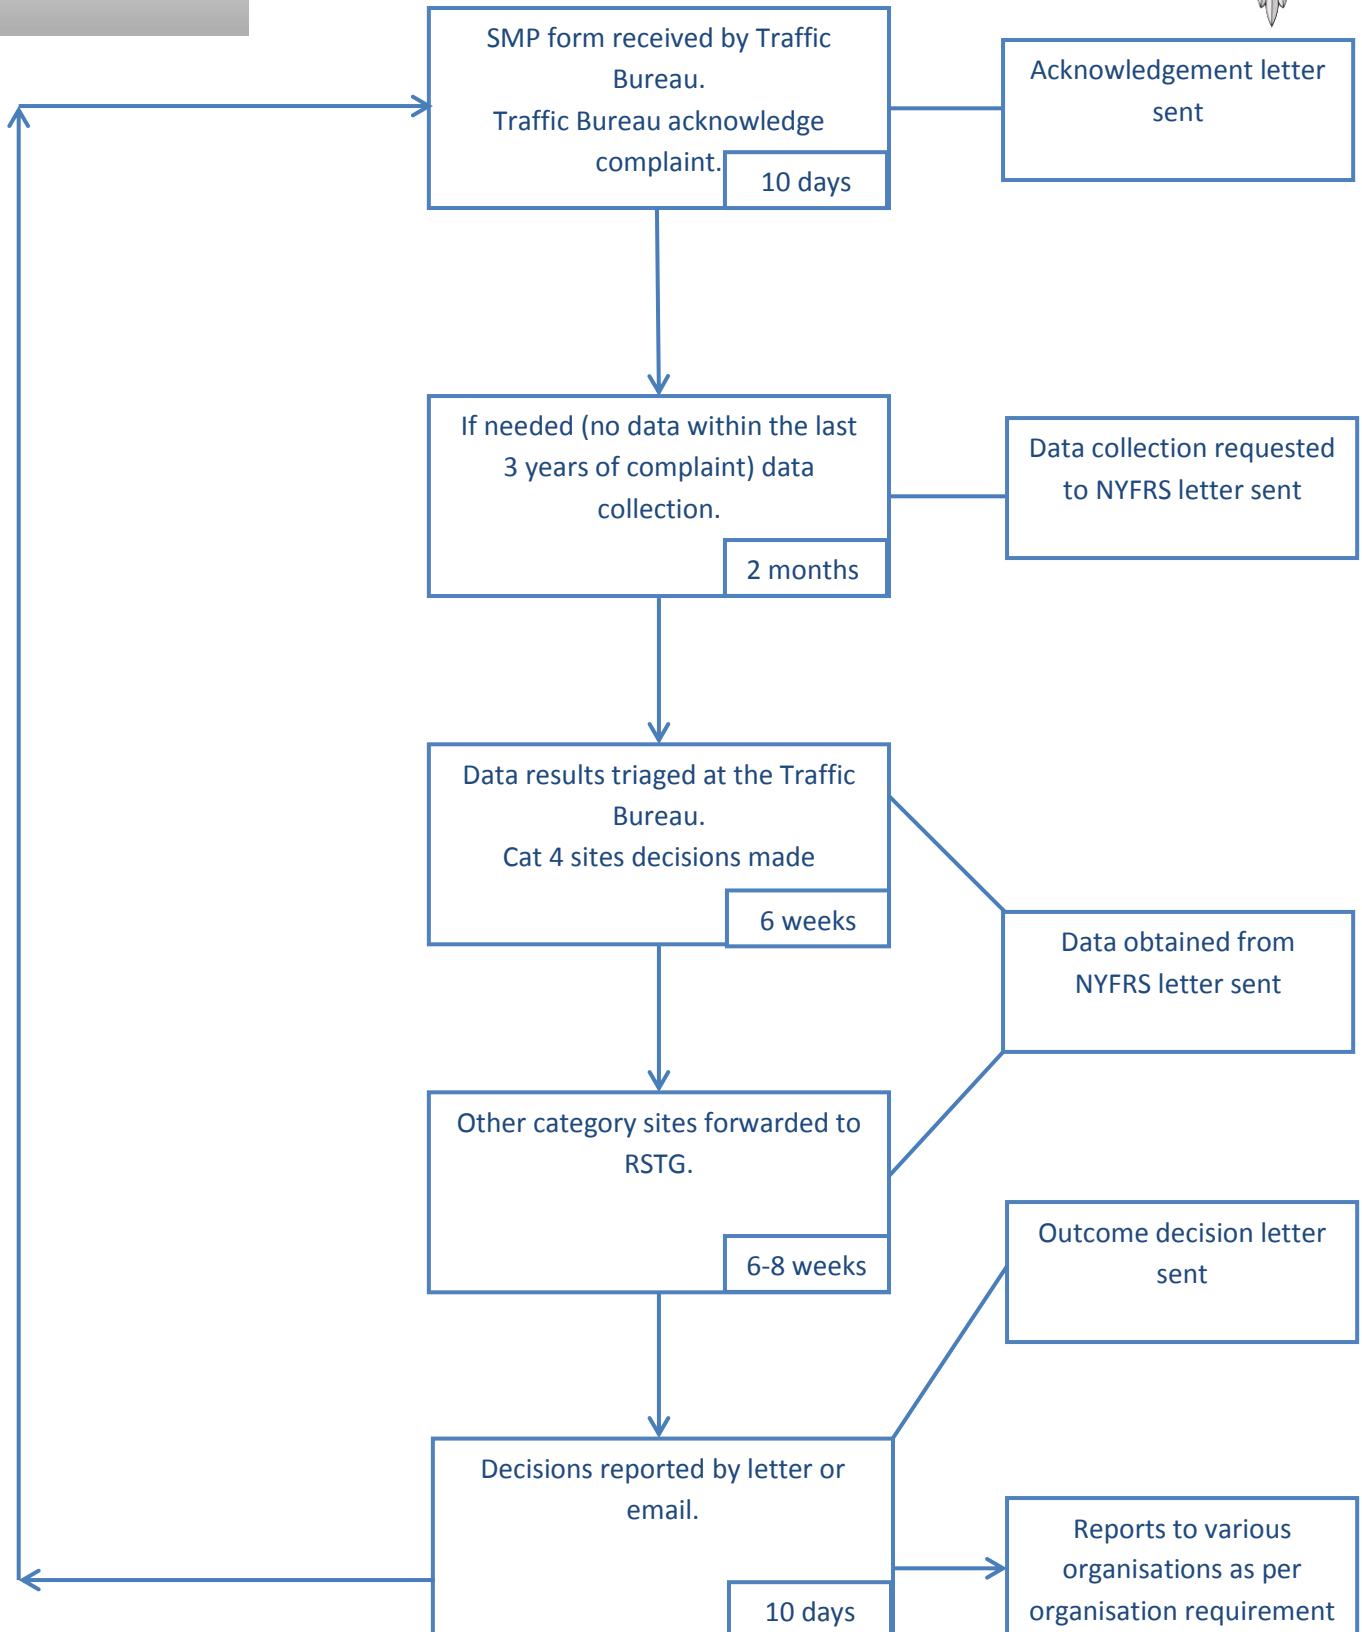 SMP form received by Traffic
Bureau.
Traffic Bureau acknowledge
complaint.
10 days
Acknowledgement letter
sent
If needed (no data within the last
3 years of complaint) data
collection.
2 months
Data collection requested
to NYFRS letter sent
Data results triaged at the Traffic
Bureau.
Cat 4 sites decisions made
6 weeks
Data obtained from
NYFRS letter sent
Other category sites forwarded to
RSTG.
6-8 weeks
Outcome decision letter
sent
Decisions reported by letter or
email.
10 days
Reports to various
organisations as per
organisation requirement